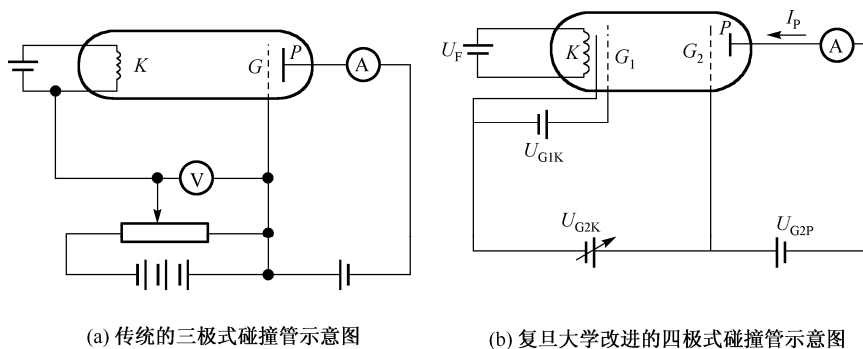 K
G
P
A
V
(a) 传统的三极式碰撞管示意图
U_F
K
G_1
G_2
P
I_P
A
U_G1K
U_G2K
U_G2P
(b) 复旦大学改进的四极式碰撞管示意图